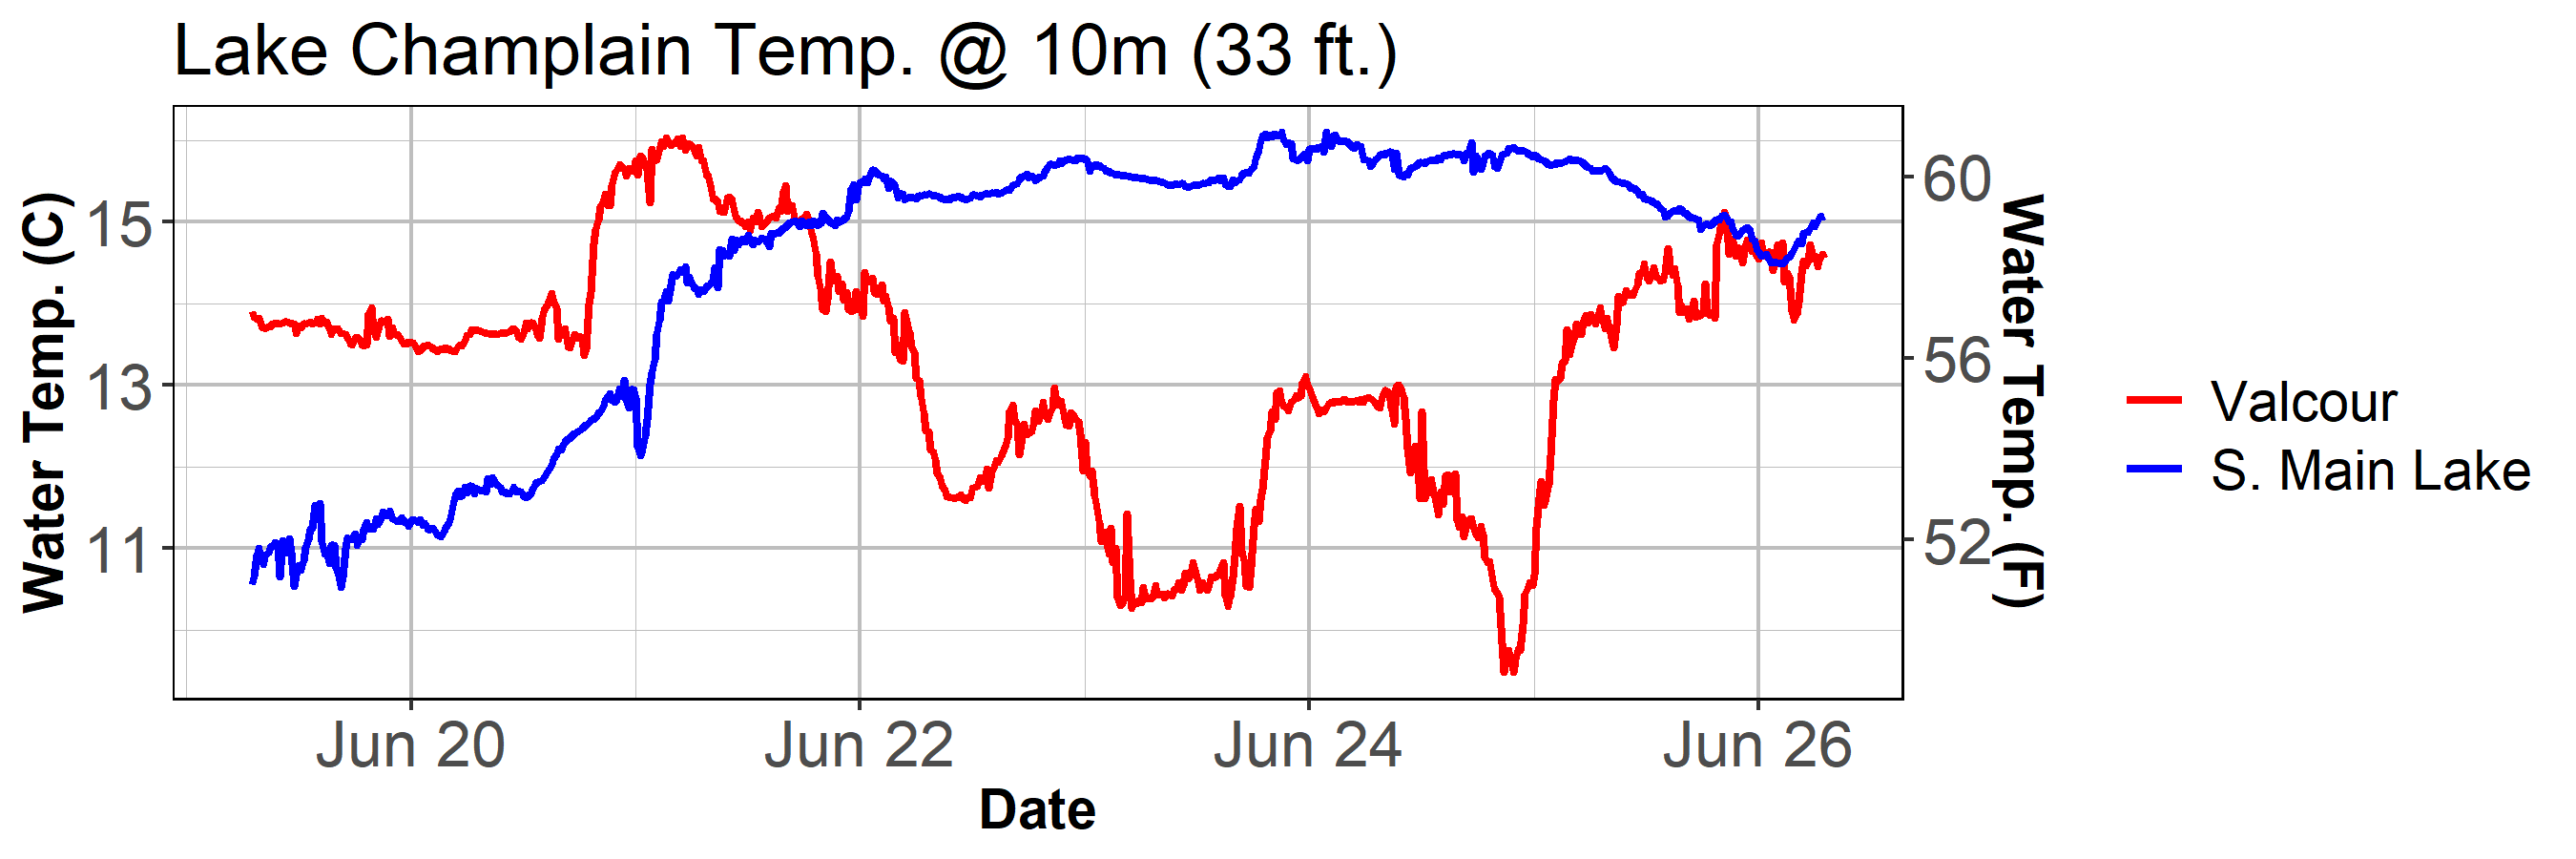 Lake Champlain Temp. @ 10m (33 ft.)
Water Temp. (C)
15
13
11
60
56
52
Water Temp. (F)
Jun 20
Jun 22
Jun 24
Jun 26
Date
Valcour
S. Main Lake